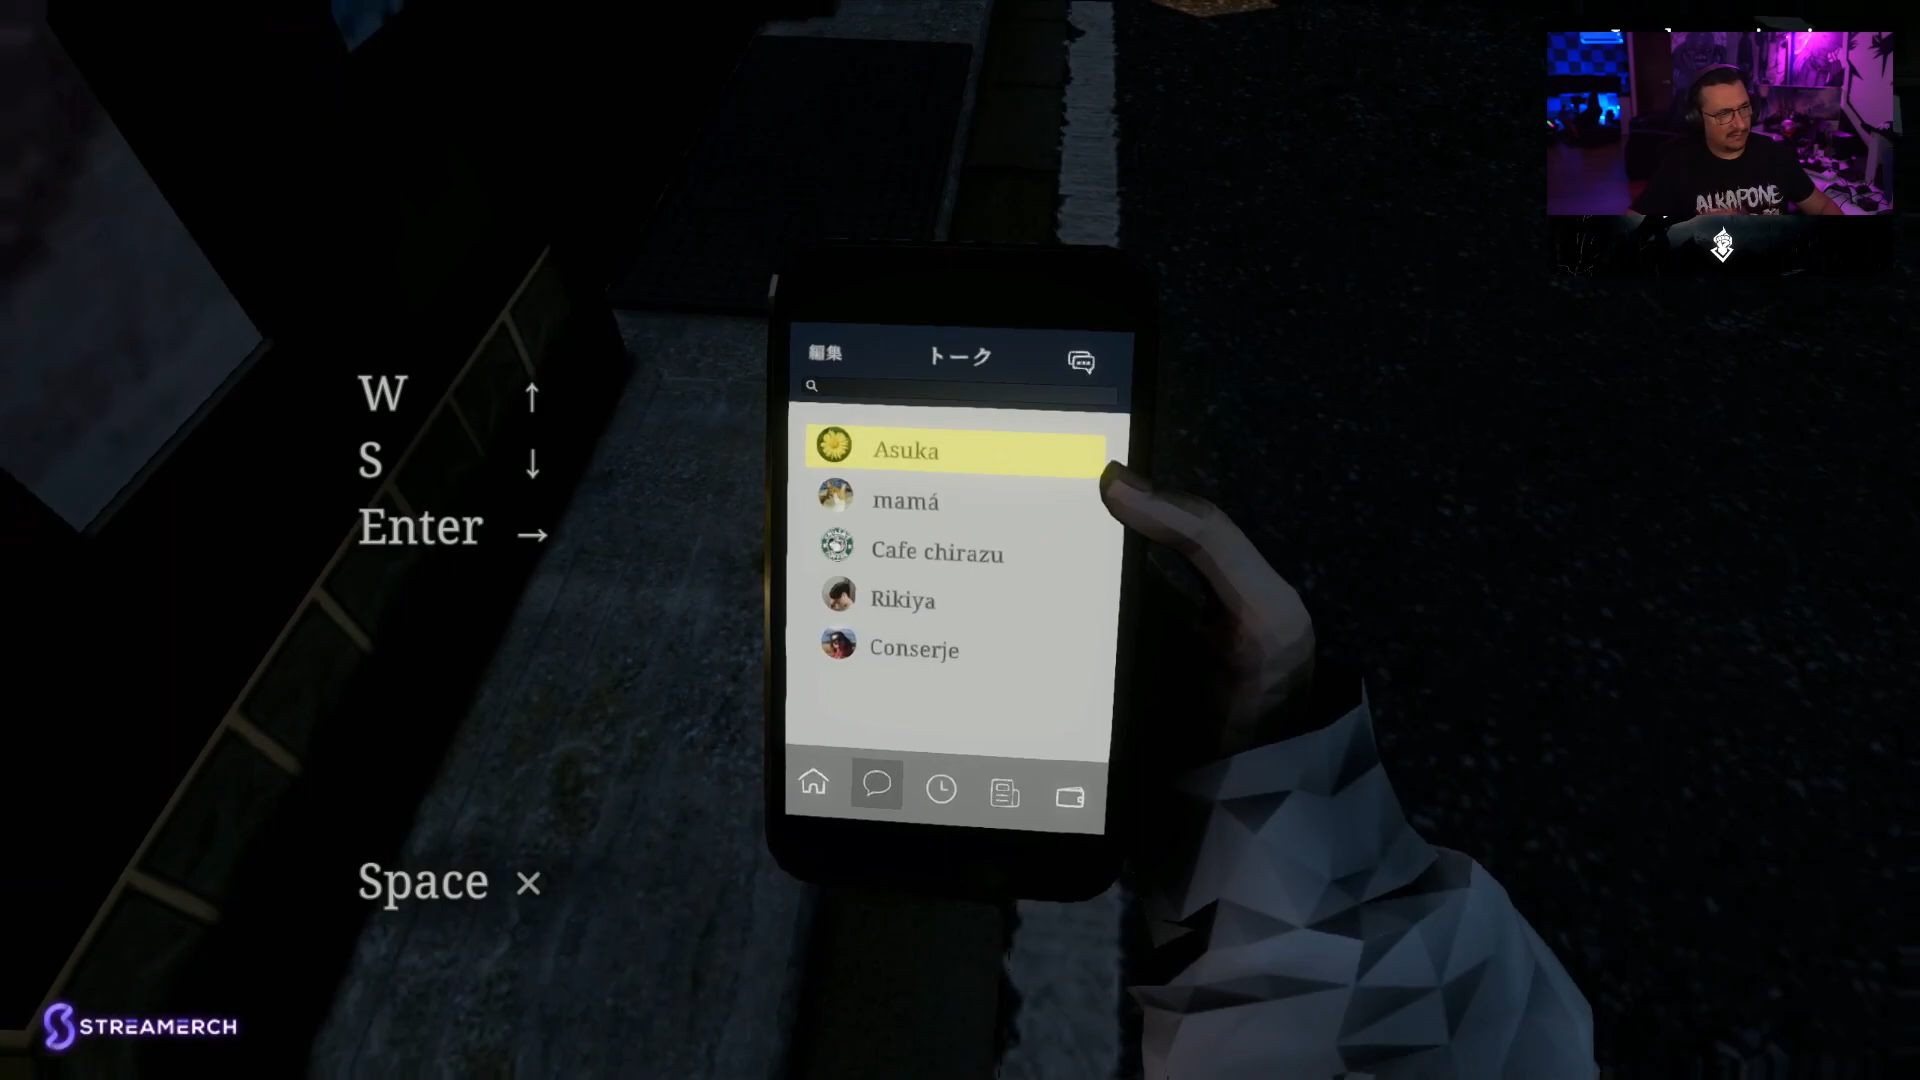 編集 トーク
Asuka
mamá
Cafe chirazu
Rikiya
Conserje
W ↑
S ↓
Enter →
Space ×
ALKAPONE
STREAMERCH